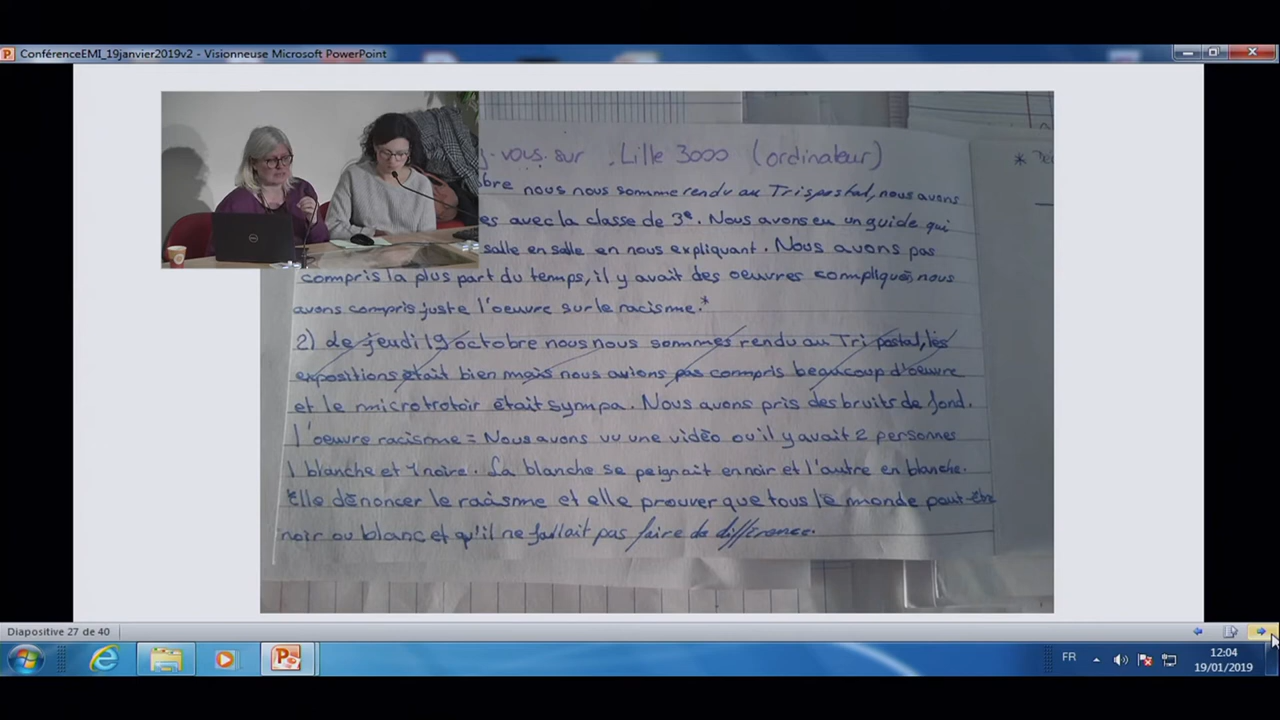 ConférenceEMI_19janvier2019v2 - Visionneuse Microsoft PowerPoint
vous sur . Lille 3000 (ordinateur)
bre nous nous somme rendu au Trispostal, nous avons
es avec la classe de 3e. Nous avons eu un guide qui
salle en salle en nous expliquant. Nous avons pas
compris la plus part du temps, il y avait des oeuvres nous
avons compris juste l'oeuvre sur le racisme.*
2) de jeudi 19 octobre nous nous sommes rendu au Tri postal, les
expositions était bien mais nous avions pas compris beaucoup d'oeuvre
et le microtrotoir était sympa. Nous avons pris des bruits de fond.
l'oeuvre racisme = Nous avons vu une vidéo ou il y avait 2 personnes
1 blanche et 1 noire. La blanche se peignait en noir et l'autre en blanche.
elle dénoncer le racisme et elle prouver que tous le monde peut être
noir ou blanc et qu'il ne fallait pas faire de différence.
Diapositive 27 de 40
FR
12:04
19/01/2019